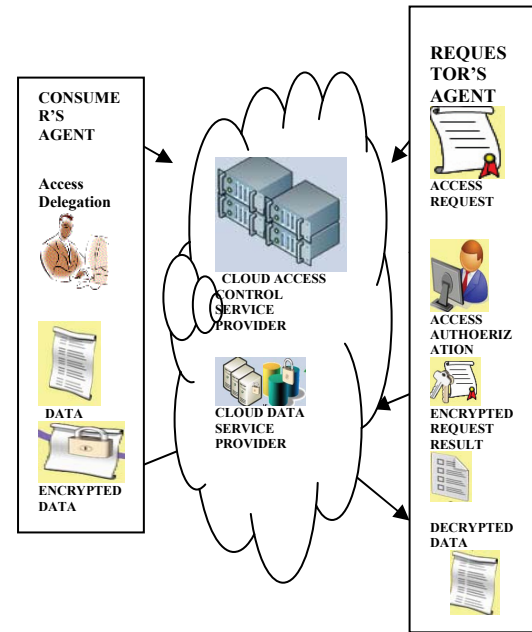 CONSUME
R'S
AGENT
Access
Delegation
DATA
ENCRYPTED
DATA
CLOUD ACCESS
CONTROL
SERVICE
PROVIDER
CLOUD DATA
SERVICE
PROVIDER
REQUES
TOR'S
AGENT
ACCESS
REQUEST
ACCESS
AUTHOERIZ
ATION
ENCRYPTED
REQUEST
RESULT
DECRYPTED
DATA